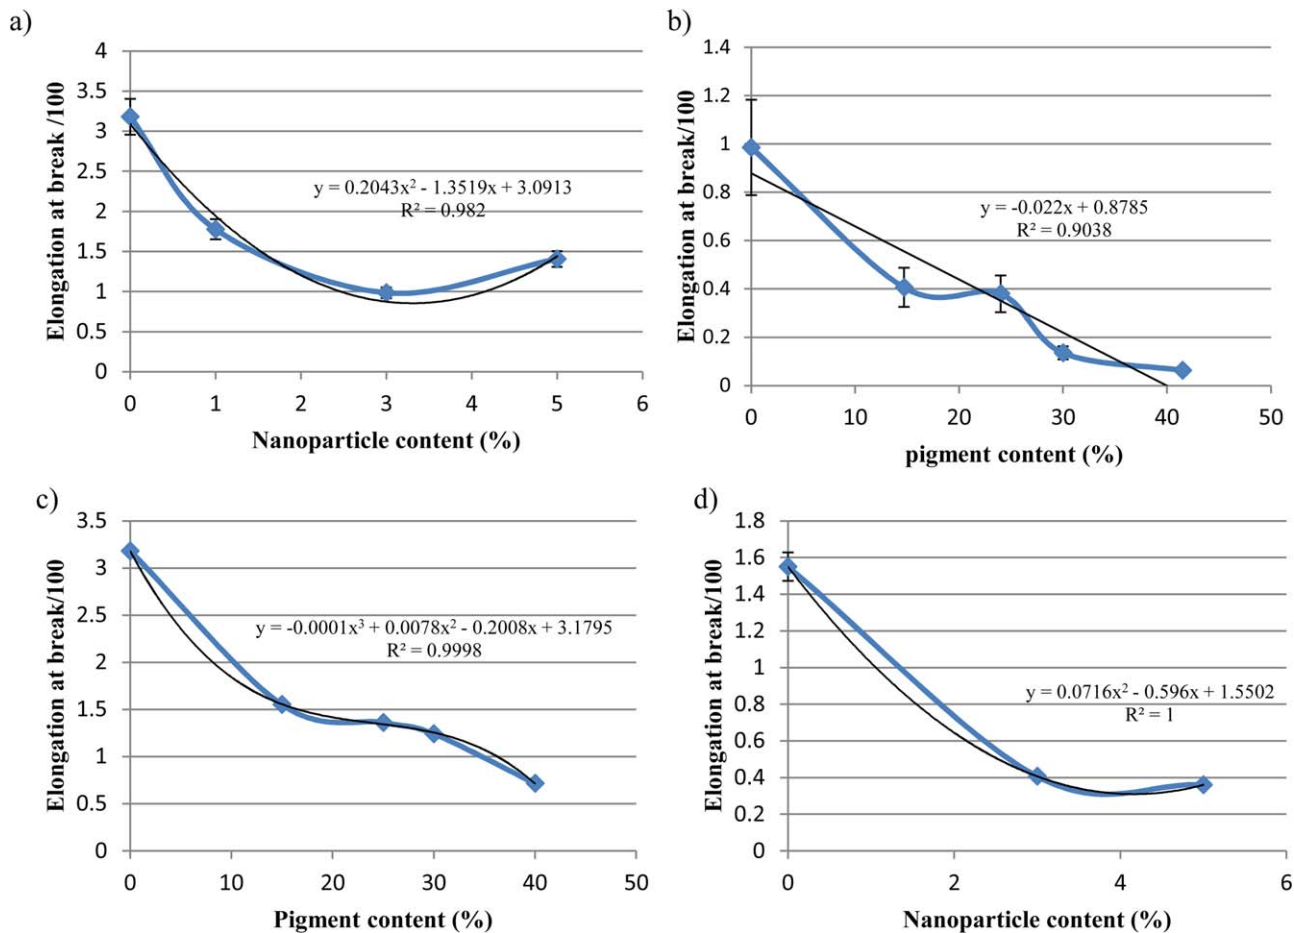 a)
4
3.5
3
2.5
2
1.5
1
0.5
0
Elongation at break /100
y = 0.2043x² - 1.3519x + 3.0913
R² = 0.982
0 1 2 3 4 5 6
Nanoparticle content (%)
b)
1.4
1.2
1
0.8
0.6
0.4
0.2
0
Elongation at break/100
y = -0.022x + 0.8785
R² = 0.9038
0 10 20 30 40 50
pigment content (%)
c)
3.5
3
2.5
2
1.5
1
0.5
0
Elongation at break/100
y = -0.0001x³ + 0.0078x² - 0.2008x + 3.1795
R² = 0.9998
0 10 20 30 40 50
Pigment content (%)
d)
1.8
1.6
1.4
1.2
1
0.8
0.6
0.4
0.2
0
Elongation at break/100
y = 0.0716x² - 0.596x + 1.5502
R² = 1
0 2 4 6
Nanoparticle content (%)